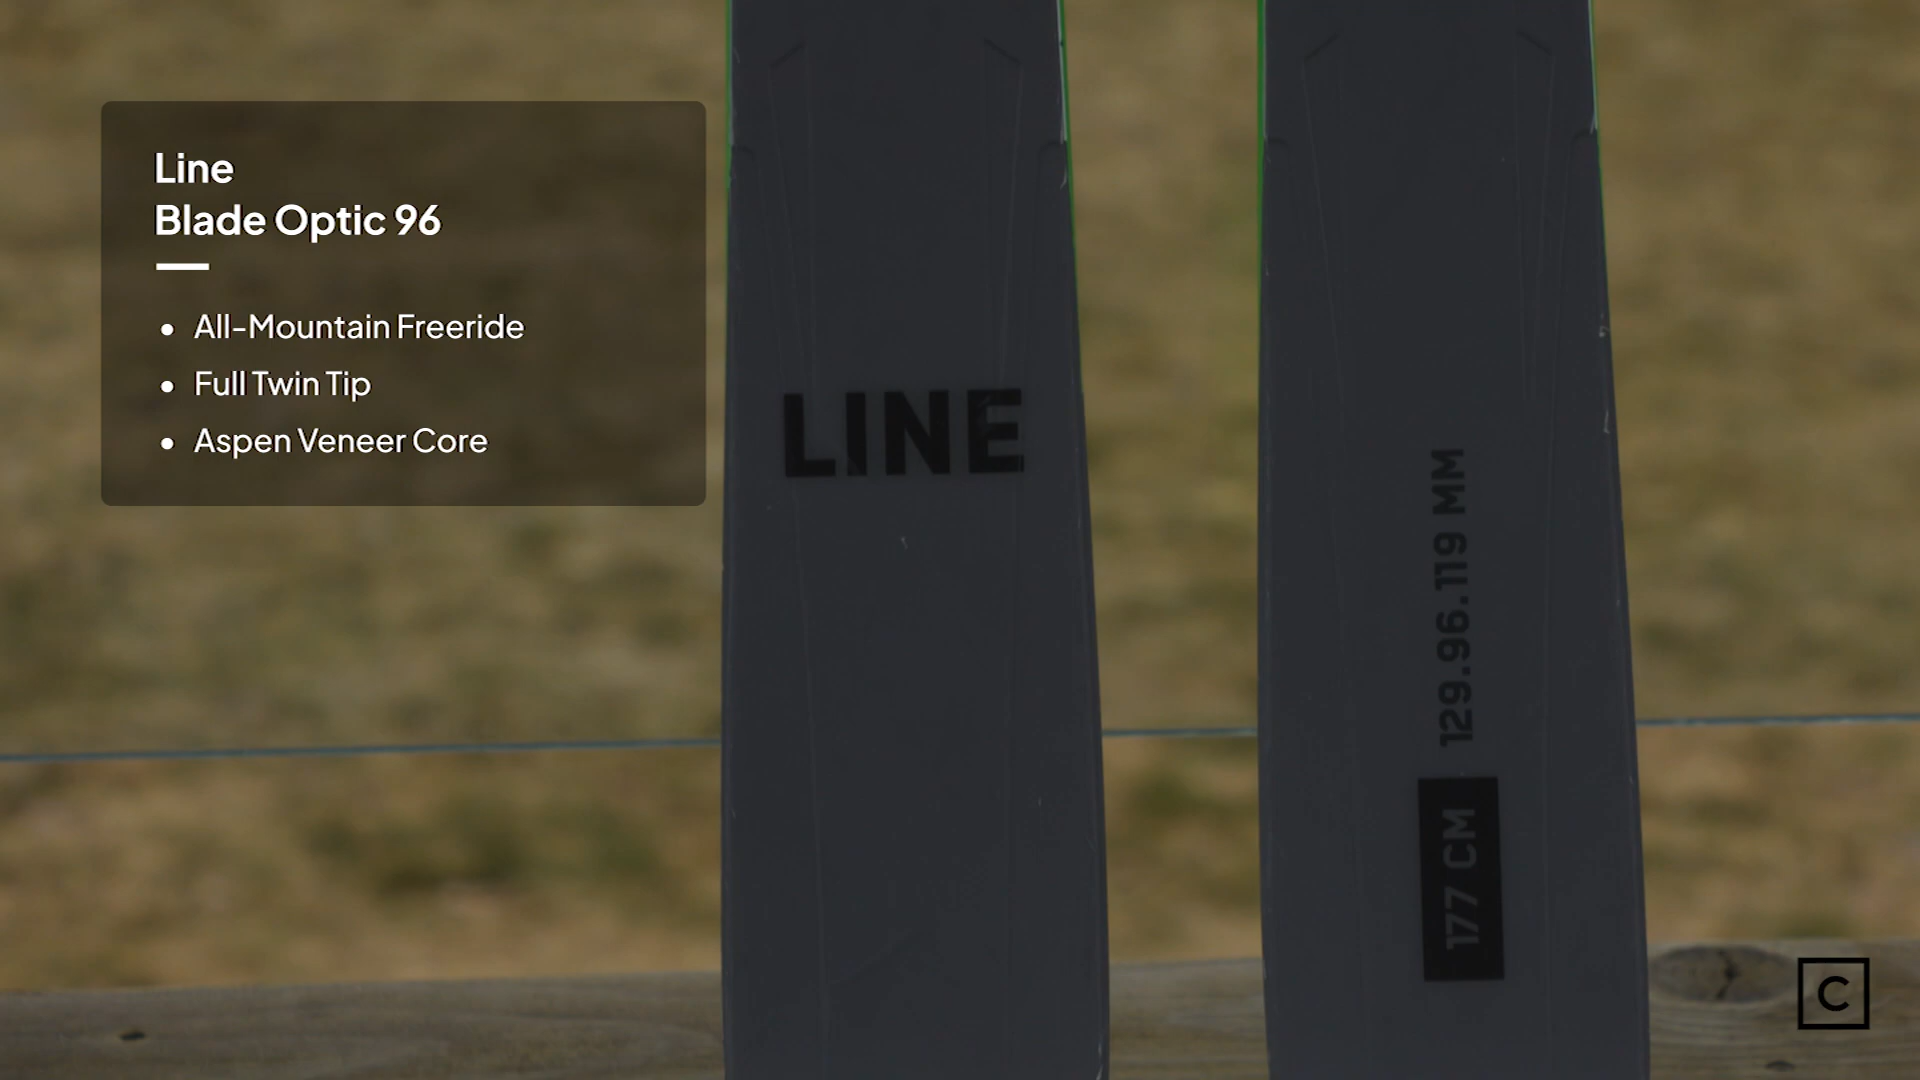 Line
Blade Optic 96
All-Mountain Freeride
Full Twin Tip
Aspen Veneer Core
LINE
129.96.119 MM
177 CM
C